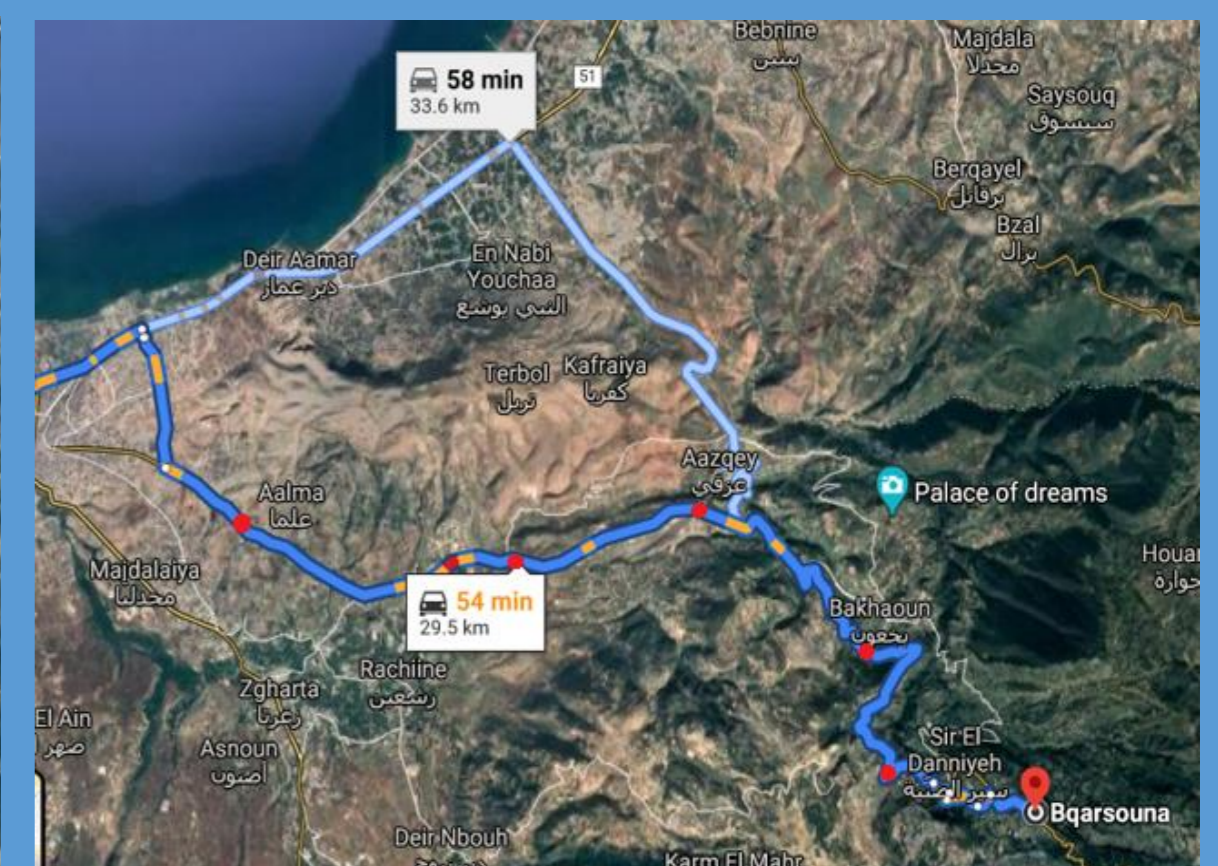 Bebnine
ببنين
Majdala
مجدلا
58 min
33.6 km
51
Saysouq
سيسوق
Berqayel
برقايل
Bzal
بزال
Deir Aamar
دير عمار
En Nabi
Youchaa
النبي يوشع
Terbol
تربل
Kafraiya
كفريا
Aazqey
عزقي
Palace of dreams
Aalma
علما
Houar
حوارة
Majdalaiya
مجدليا
54 min
29.5 km
Bakhaoun
بخعون
Rachiine
رشعين
Zgharta
زغرتا
El Ain
صهر
Asnoun
اصنون
Sir El
Danniyeh
سير الضنية
Bqarsouna
Deir Nbouh
Karm El Mahr